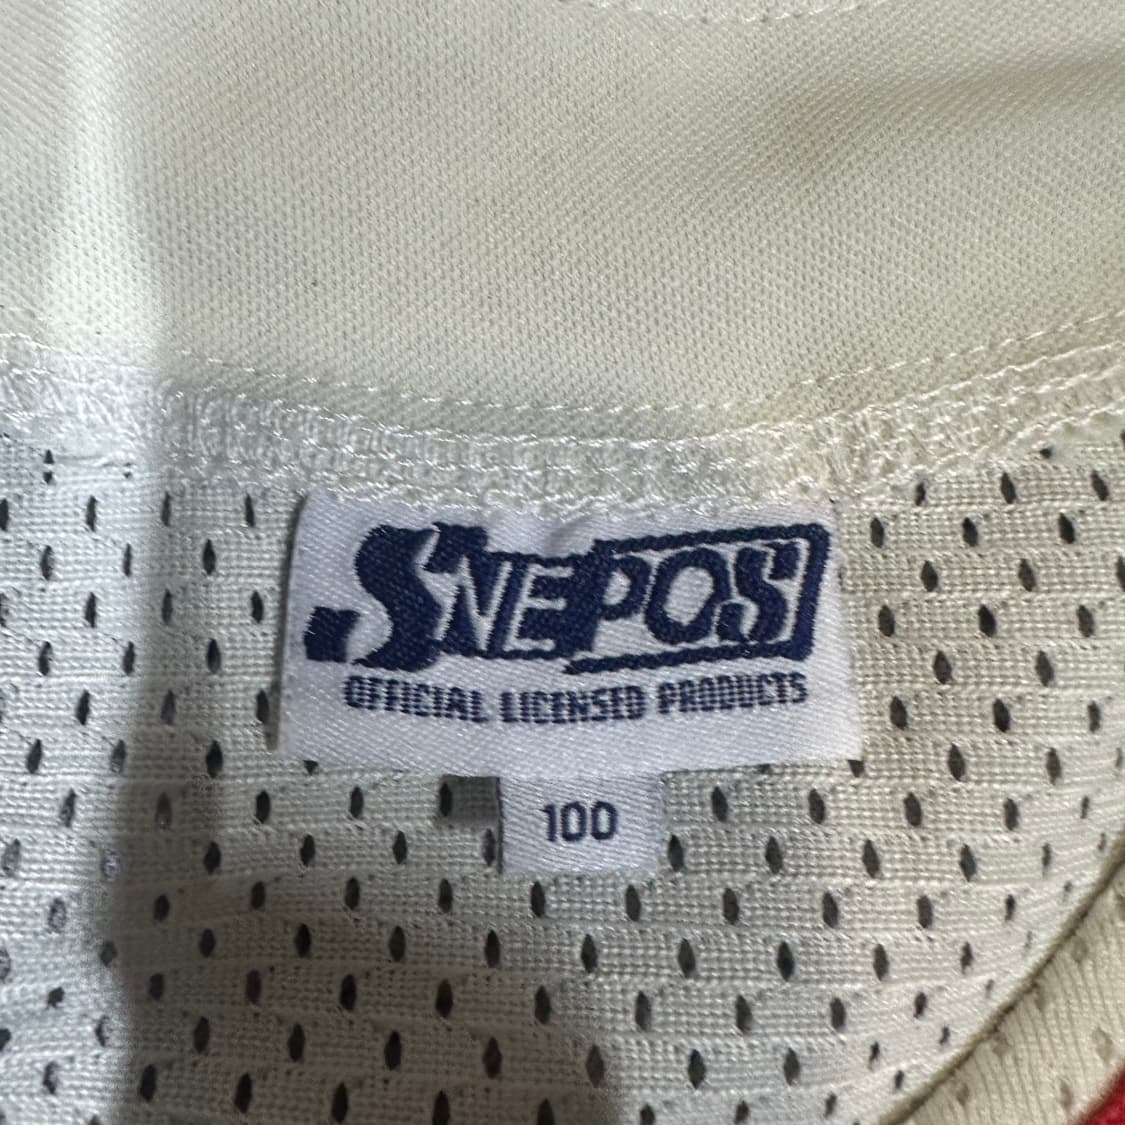 SNEPOS
OFFICIAL LICENSED PRODUCTS
100